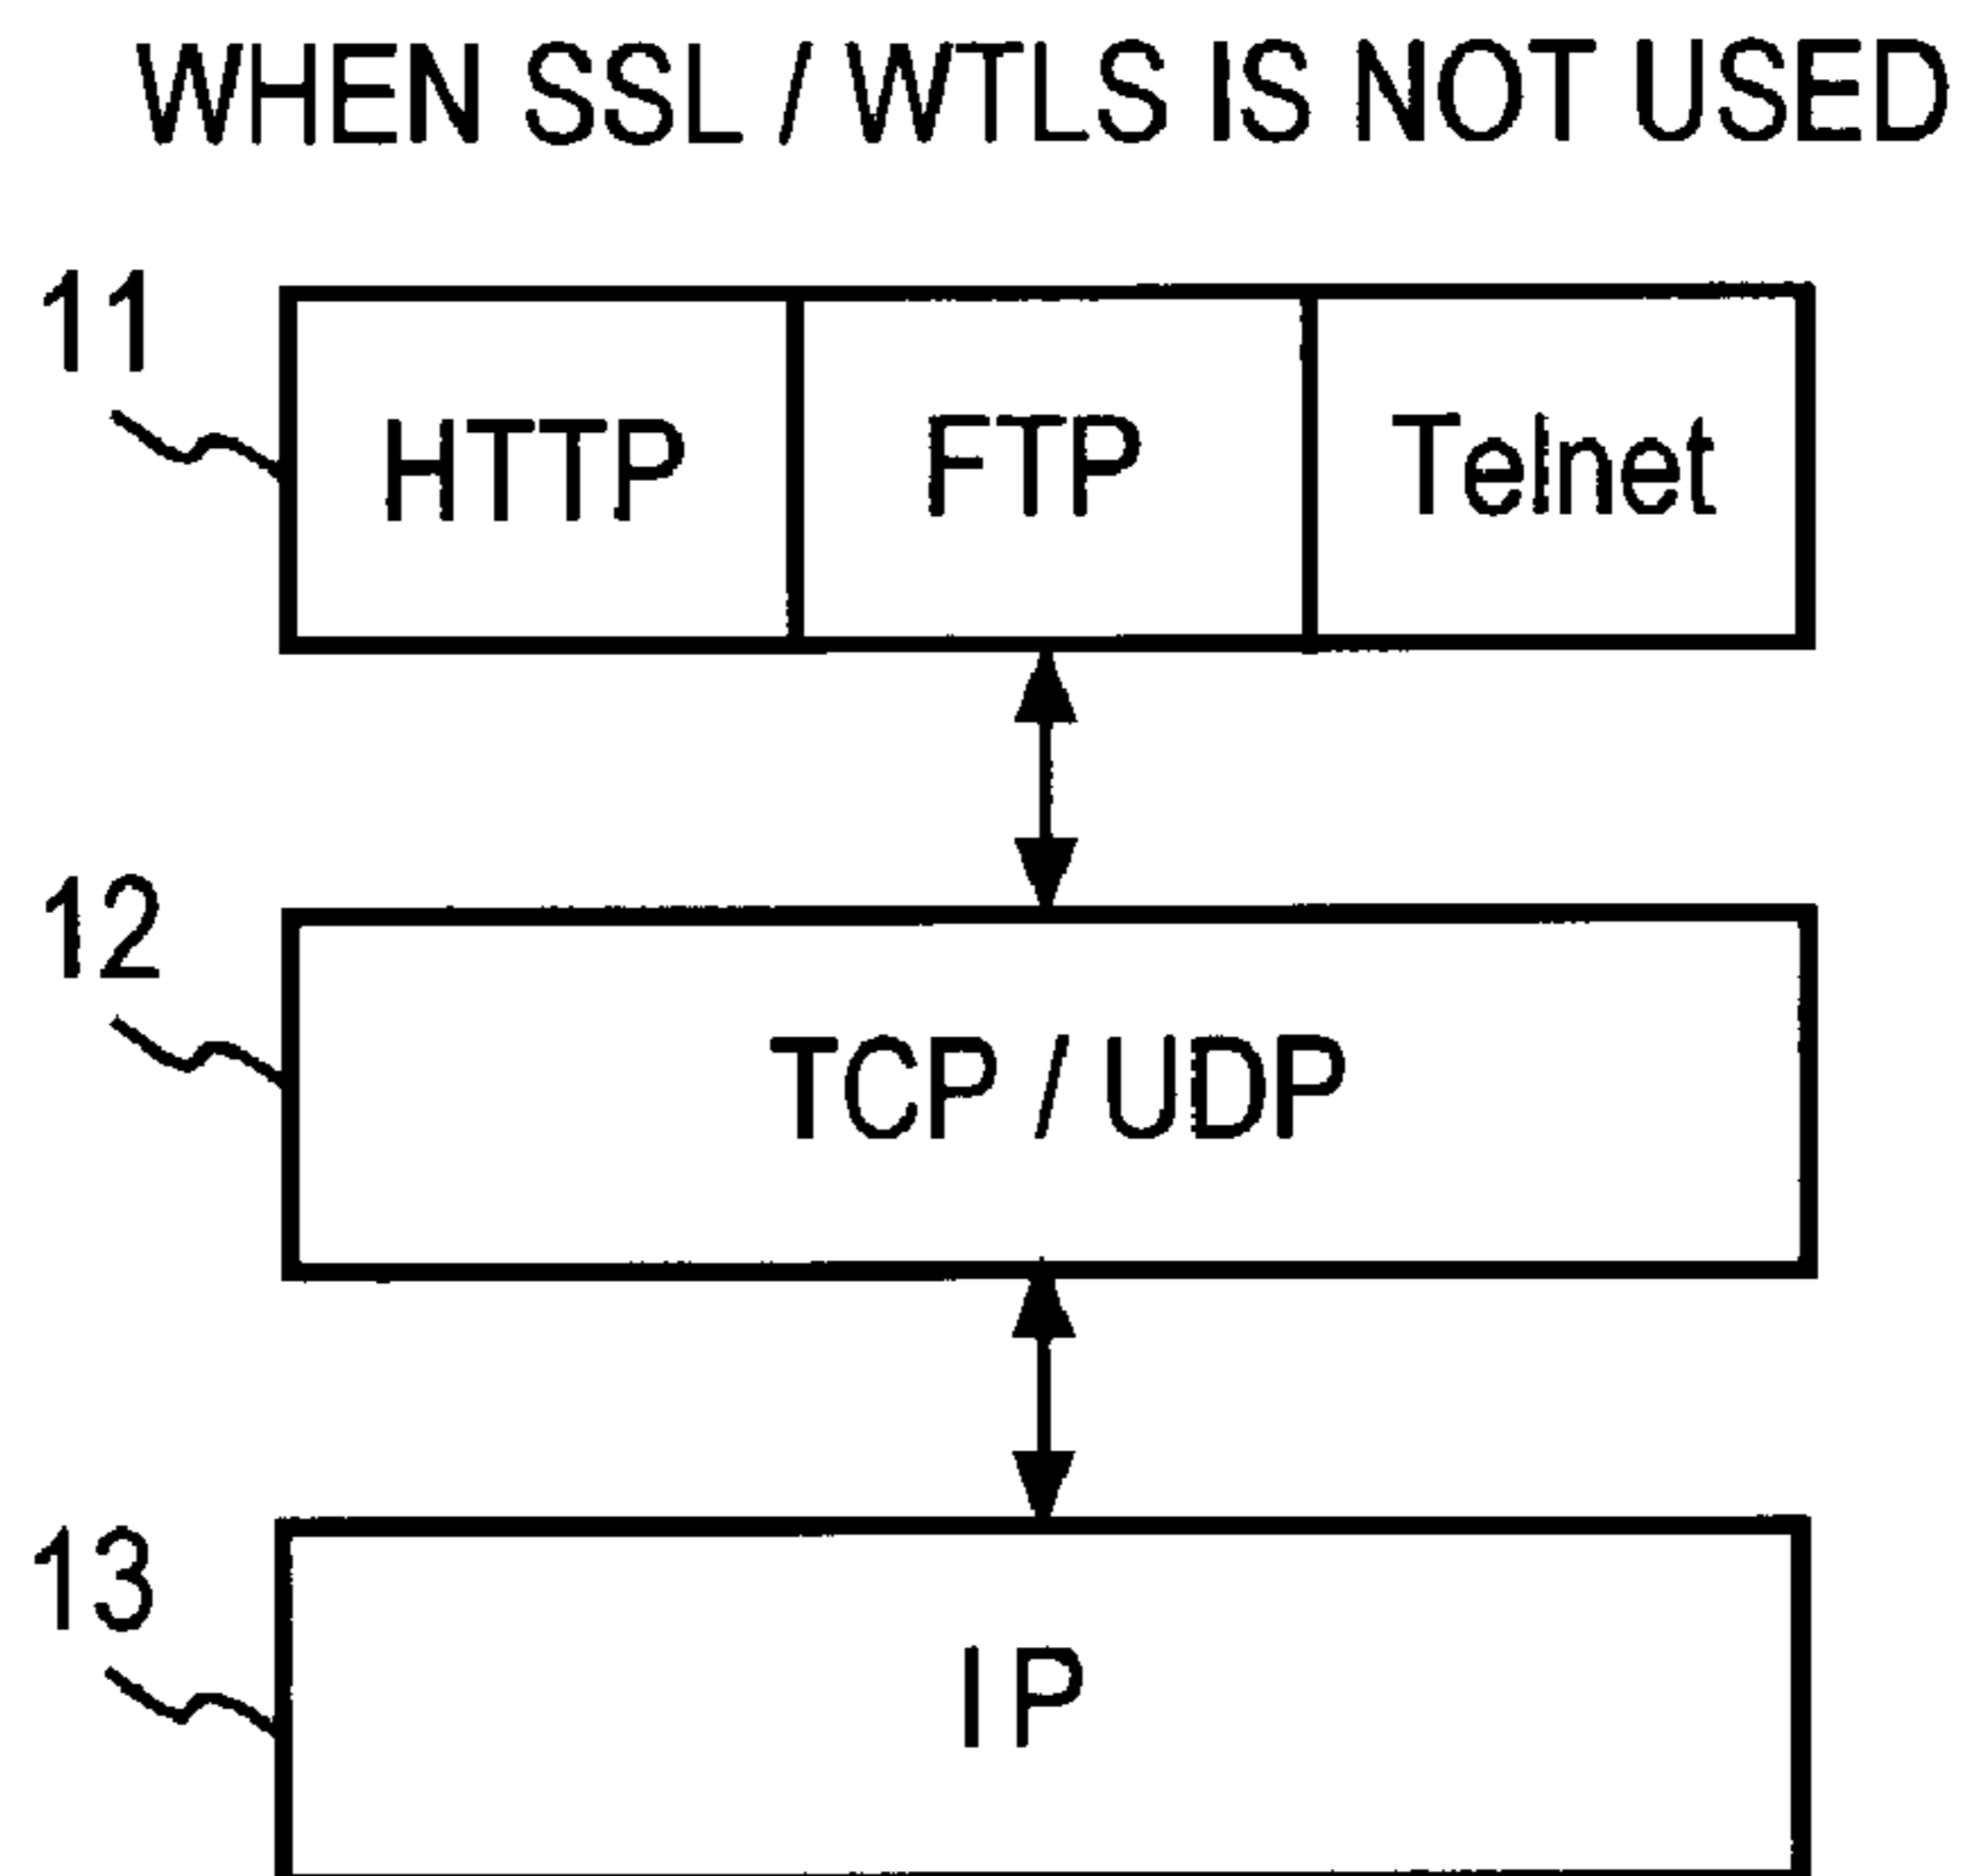 WHEN SSL / WTLS IS NOT USED
11
HTTP FTP Telnet
12
TCP / UDP
13
IP